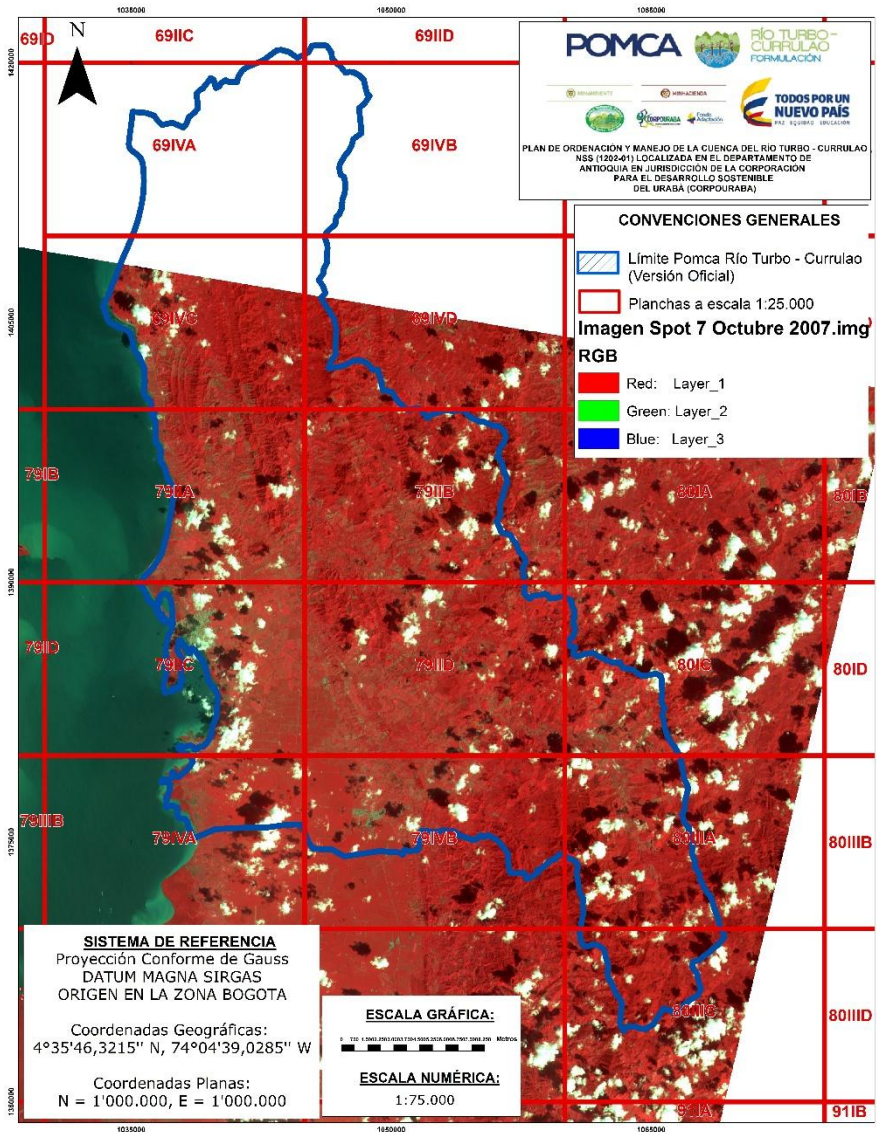 1035000
1050000
1065000
69ID
69IIC
69IID
N
1420000
69IVA
69IVB
POMCA
RÍO TURBO -
CURRULAO
FORMULACIÓN
MINAMBIENTE
MINHACIENDA
CORPOURABA
TODOS POR UN
NUEVO PAÍS
PAZ EQUIDAD EDUCACIÓN
PLAN DE ORDENACIÓN Y MANEJO DE LA CUENCA DEL RÍO TURBO - CURRULAO
NSS (1202-01) LOCALIZADA EN EL DEPARTAMENTO DE
ANTIOQUIA EN JURISDICCIÓN DE LA CORPORACIÓN
PARA EL DESARROLLO SOSTENIBLE
DEL URABÁ (CORPOURABA)
CONVENCIONES GENERALES
Límite Pomca Río Turbo - Currulao
(Versión Oficial)
Planchas a escala 1:25.000
Imagen Spot 7 Octubre 2007.img
RGB
Red: Layer_1
Green: Layer_2
Blue: Layer_3
1405000
69IVC
69IVD
79IB
79IIA
79IIB
80IA
80IB
1390000
79IID
79IIC
79IID
80IC
80ID
79IIIB
1375000
79IVA
79IVB
80IIIA
80IIIB
80IIIC
80IIID
SISTEMA DE REFERENCIA
Proyección Conforme de Gauss
DATUM MAGNA SIRGAS
ORIGEN EN LA ZONA BOGOTA
Coordenadas Geográficas:
4°35'46,3215'' N, 74°04'39,0285'' W
Coordenadas Planas:
N = 1'000.000, E = 1'000.000
ESCALA GRÁFICA:
Metros
ESCALA NUMÉRICA:
1:75.000
1360000
91IA
91IB
1035000
1050000
1065000